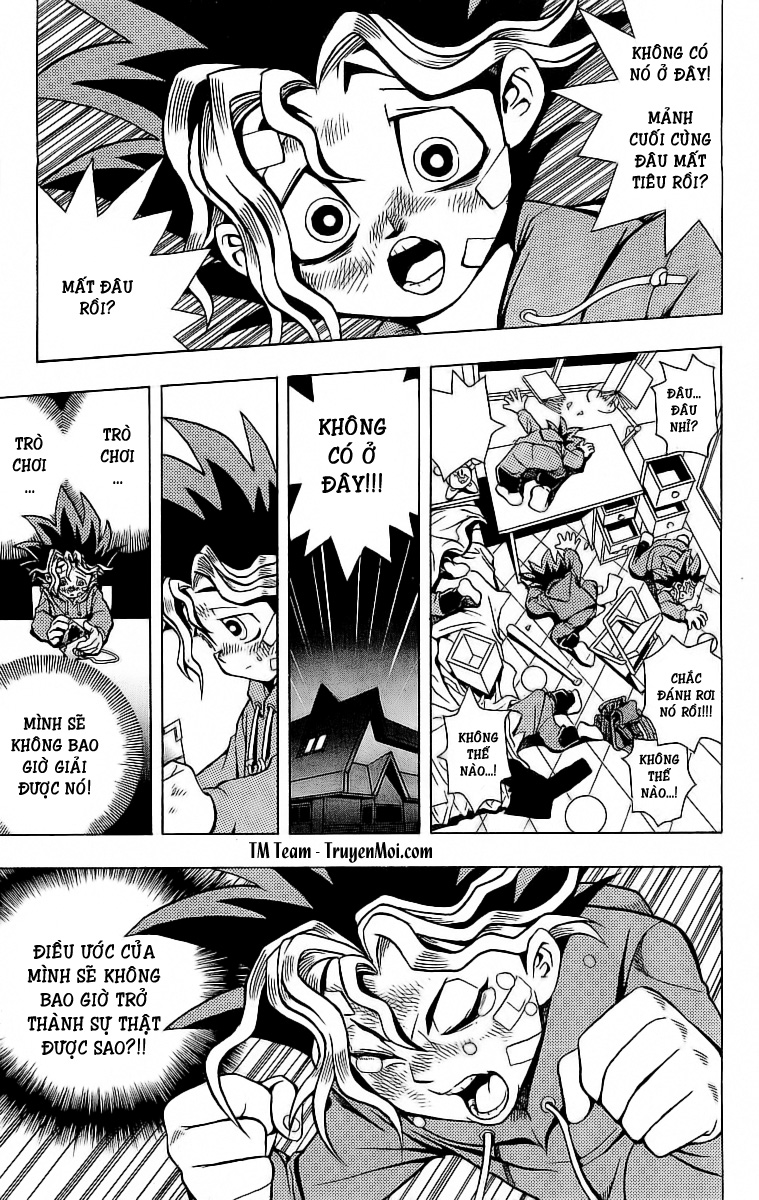 KHÔNG CÓ
NÓ Ở ĐÂY!
MẢNH
CUỐI CÙNG
ĐÂU MẤT
TIÊU RỒI?
MẤT ĐÂU
RỒI?
ĐÂU...
ĐÂU
NHỈ?
CHẮC
ĐÁNH RƠI
NÓ RỒI!!!
KHÔNG
THỂ
NÀO...!
KHÔNG
THỂ
NÀO...!
KHÔNG
CÓ Ở
ĐÂY!!!
TRÒ
CHƠI
...
TRÒ
CHƠI
...
MÌNH SẼ
KHÔNG BAO
GIỜ GIẢI
ĐƯỢC NÓ!
TM Team - TruyenMoi.com
ĐIỀU ƯỚC CỦA
MÌNH SẼ KHÔNG
BAO GIỜ TRỞ
THÀNH SỰ THẬT
ĐƯỢC SAO?!!